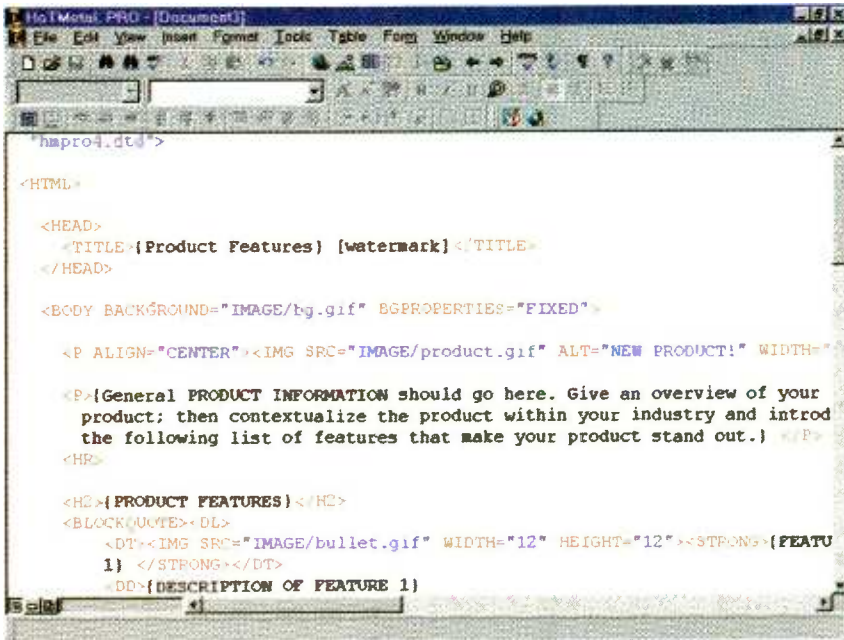 HoTMetaL PRO - [Document3]
File Edit View Insert Format Tools Table Form Window Help
"hmpro4.dtd">
<HTML>
<HEAD>
<TITLE>{Product Features} [watermark]</TITLE>
</HEAD>
<BODY BACKGROUND="IMAGE/bg.gif" BGPROPERTIES="FIXED">
<P ALIGN="CENTER"><IMG SRC="IMAGE/product.gif" ALT="NEW PRODUCT!" WIDTH="
<P>{General PRODUCT INFORMATION should go here. Give an overview of your
product; then contextualize the product within your industry and introd
the following list of features that make your product stand out.} </P>
<HR>
<H2>{PRODUCT FEATURES}</H2>
<BLOCKQUOTE><DL>
<DT><IMG SRC="IMAGE/bullet.gif" WIDTH="12" HEIGHT="12"><STRONG>{FEATU
1} </STRONG></DT>
<DD>{DESCRIPTION OF FEATURE 1}